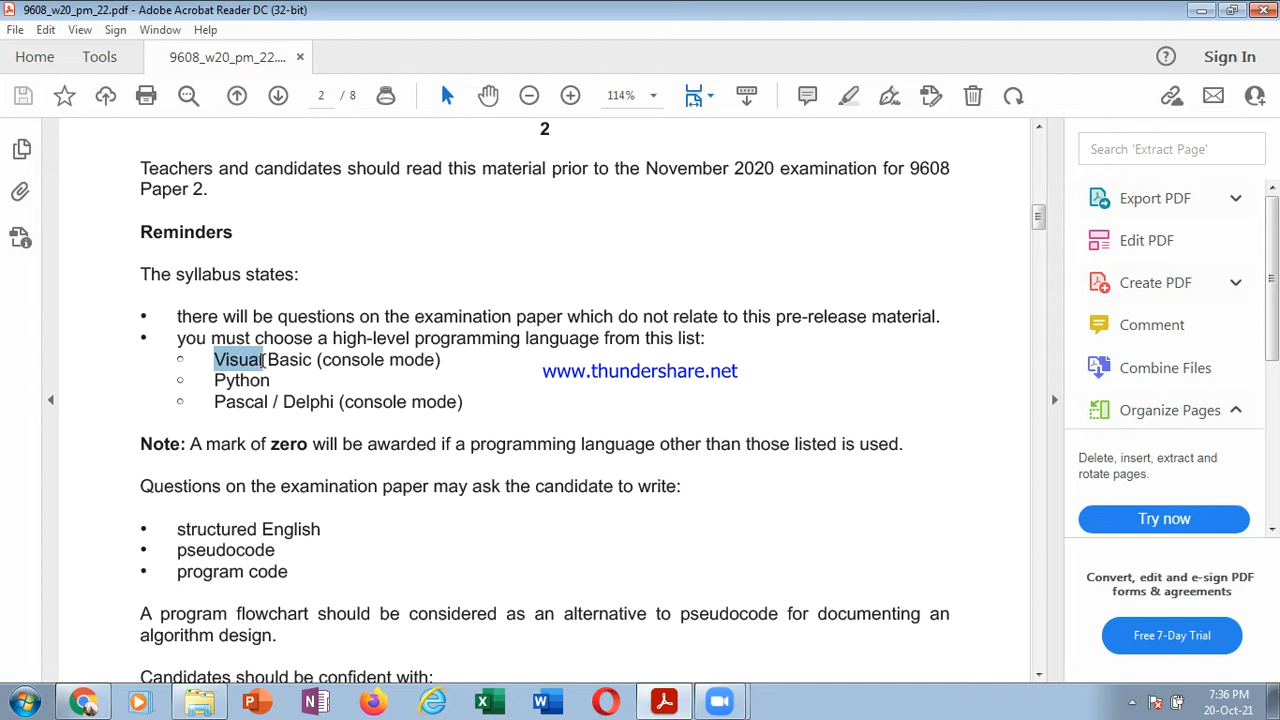 9608_w20_pm_22.pdf - Adobe Acrobat Reader DC (32-bit)
File Edit View Sign Window Help
Home Tools 9608_w20_pm_22.... × Sign In
2 / 8 114%
2
Teachers and candidates should read this material prior to the November 2020 examination for 9608
Paper 2.
Reminders
The syllabus states:
• there will be questions on the examination paper which do not relate to this pre-release material.
• you must choose a high-level programming language from this list:
○ Visual Basic (console mode)
○ Python
○ Pascal / Delphi (console mode)
www.thundershare.net
Note: A mark of zero will be awarded if a programming language other than those listed is used.
Questions on the examination paper may ask the candidate to write:
• structured English
• pseudocode
• program code
A program flowchart should be considered as an alternative to pseudocode for documenting an
algorithm design.
Candidates should be confident with:
Search 'Extract Page'
Export PDF
Edit PDF
Create PDF
Comment
Combine Files
Organize Pages
Delete, insert, extract and
rotate pages.
Try now
Convert, edit and e-sign PDF
forms & agreements
Free 7-Day Trial
7:36 PM
20-Oct-21